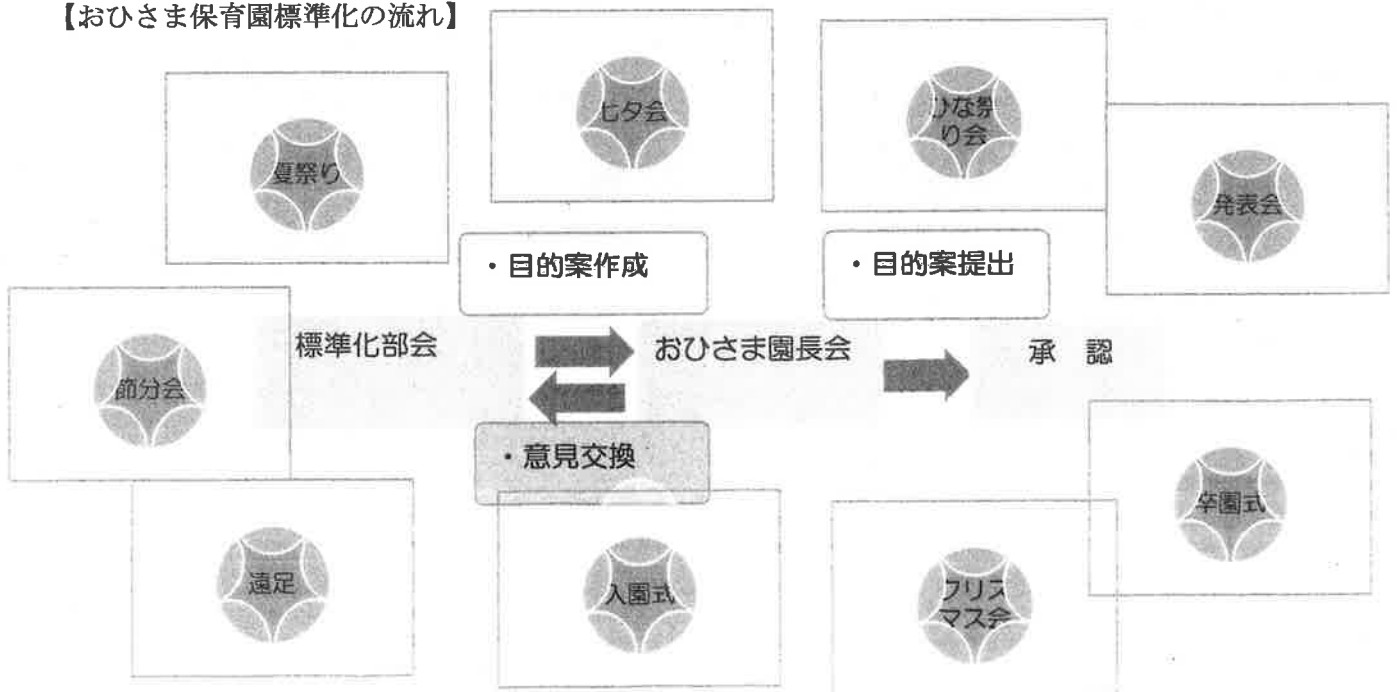 【おひさま保育園標準化の流れ】
七夕会
ひな祭
り会
夏祭り
発表会
・目的案作成
・目的案提出
標準化部会
おひさま園長会
承　認
節分会
・意見交換
卒園式
遠足
入園式
クリス
マス会